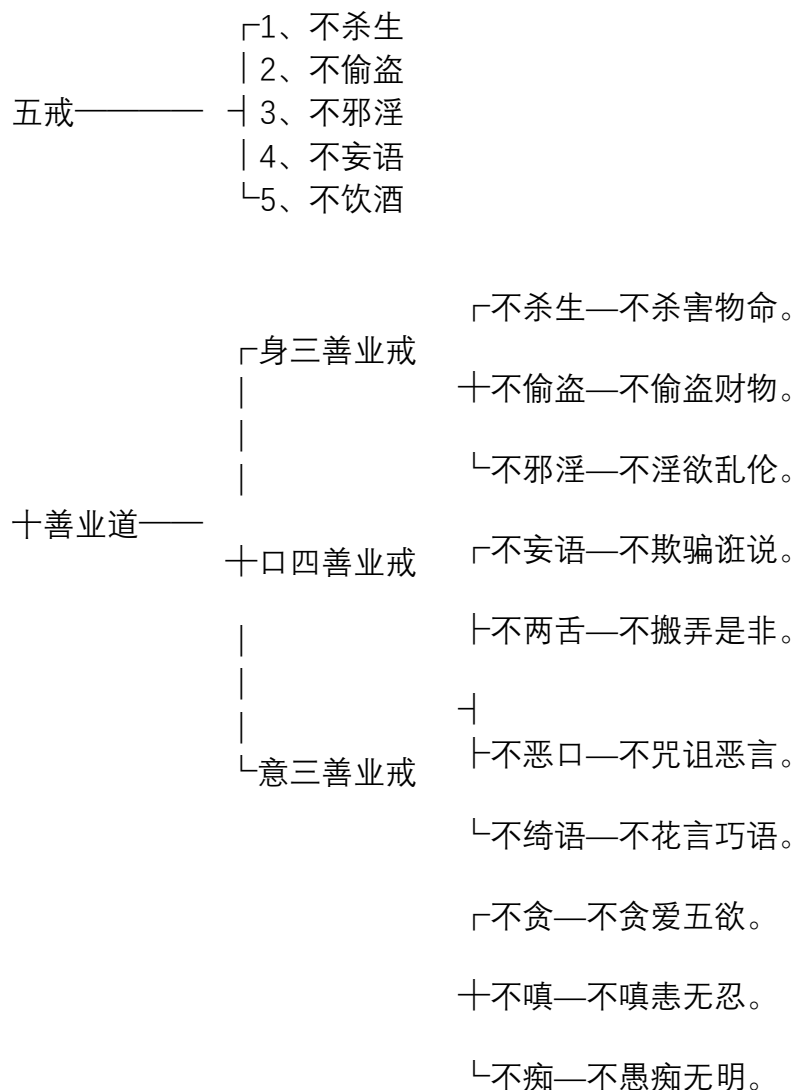 ┌1、不杀生
│2、不偷盗
五戒———— ┤3、不邪淫
│4、不妄语
└5、不饮酒
┌不杀生—不杀害物命。
┌身三善业戒
│
┼不偷盗—不偷盗财物。
│
│
└不邪淫—不淫欲乱伦。
十善业道——
┼口四善业戒
┌不妄语—不欺骗诳说。
├不两舌—不搬弄是非。
│
│
┤
│
├不恶口—不咒诅恶言。
└意三善业戒
└不绮语—不花言巧语。
┌不贪—不贪爱五欲。
┼不嗔—不嗔恚无忍。
└不痴—不愚痴无明。